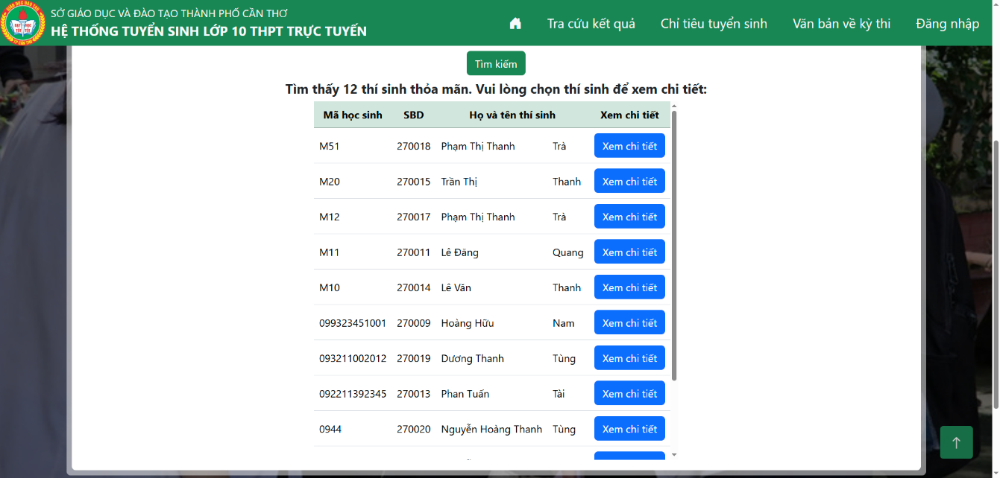 SỞ GIÁO DỤC VÀ ĐÀO TẠO THÀNH PHỐ CẦN THƠ
HỆ THỐNG TUYỂN SINH LỚP 10 THPT TRỰC TUYẾN
Tra cứu kết quả Chỉ tiêu tuyển sinh Văn bản về kỳ thi Đăng nhập
Tìm kiếm
Tìm thấy 12 thí sinh thỏa mãn. Vui lòng chọn thí sinh để xem chi tiết:
Mã học sinh SBD Họ và tên thí sinh Xem chi tiết
M51 270018 Phạm Thị Thanh Trà Xem chi tiết
M20 270015 Trần Thị Thanh Xem chi tiết
M12 270017 Phạm Thị Thanh Trà Xem chi tiết
M11 270011 Lê Đăng Quang Xem chi tiết
M10 270014 Lê Văn Thanh Xem chi tiết
099323451001 270009 Hoàng Hữu Nam Xem chi tiết
093211002012 270019 Dương Thanh Tùng Xem chi tiết
092211392345 270013 Phan Tuấn Tài Xem chi tiết
0944 270020 Nguyễn Hoàng Thanh Tùng Xem chi tiết